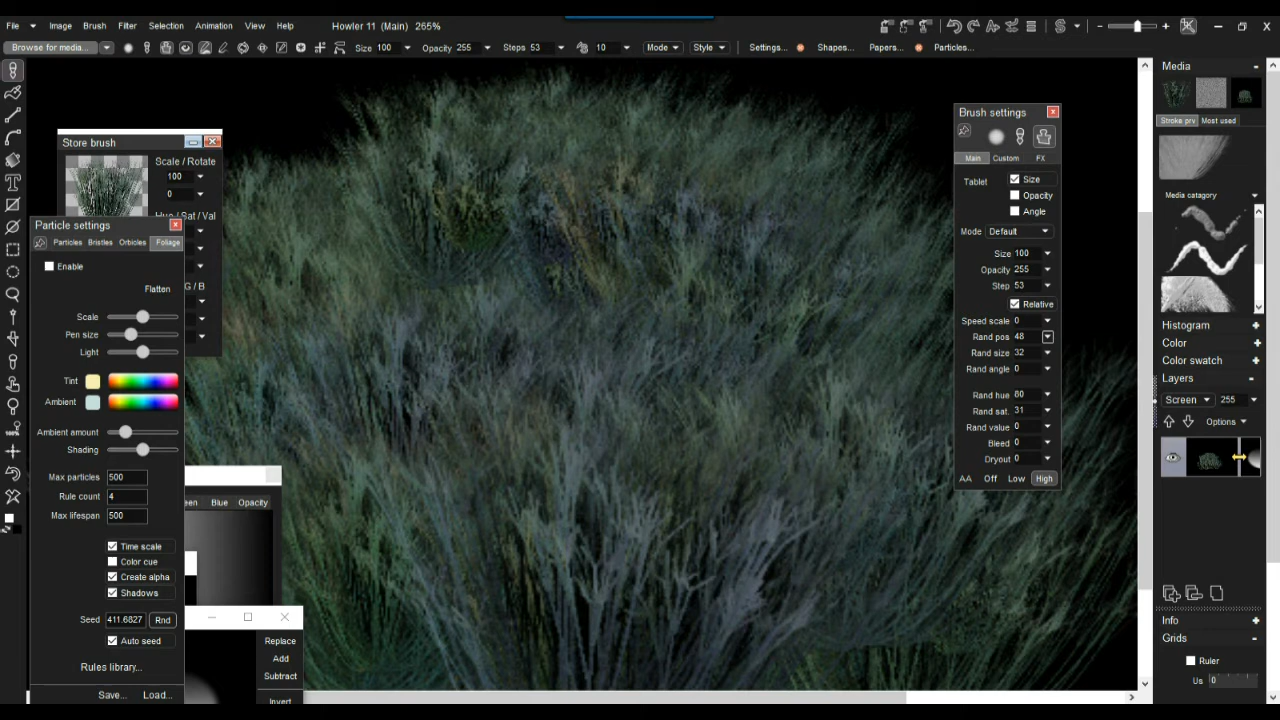 File Image Brush Filter Selection Animation View Help Howler 11 (Main) 265%
Browse for media... Size 100 Opacity 255 Steps 53 10 Mode Style Settings... Shapes... Papers... Particles...
Store brush
Scale / Rotate
100
0
Hue / Sat / Val
G / B
Particle settings
Particles Bristles Orbicles Foliage
Enable
Flatten
Scale
Pen size
Light
Tint
Ambient
Ambient amount
Shading
Max particles 500
Rule count 4
Max lifespan 500
Time scale
Color cue
Create alpha
Shadows
Seed 411.6827 Rnd
Auto seed
Rules library...
Save... Load...
een Blue Opacity
Replace
Add
Subtract
Invert
Brush settings
Main Custom FX
Tablet Size
Opacity
Angle
Mode Default
Size 100
Opacity 255
Step 53
Relative
Speed scale 0
Rand pos 48
Rand size 32
Rand angle 0
Rand hue 80
Rand sat. 31
Rand value 0
Bleed 0
Dryout 0
AA Off Low High
Media
Stroke prv Most used
Media catagory
Histogram
Color
Color swatch
Layers
Screen 255
Options
Info
Grids
Ruler
Us 0